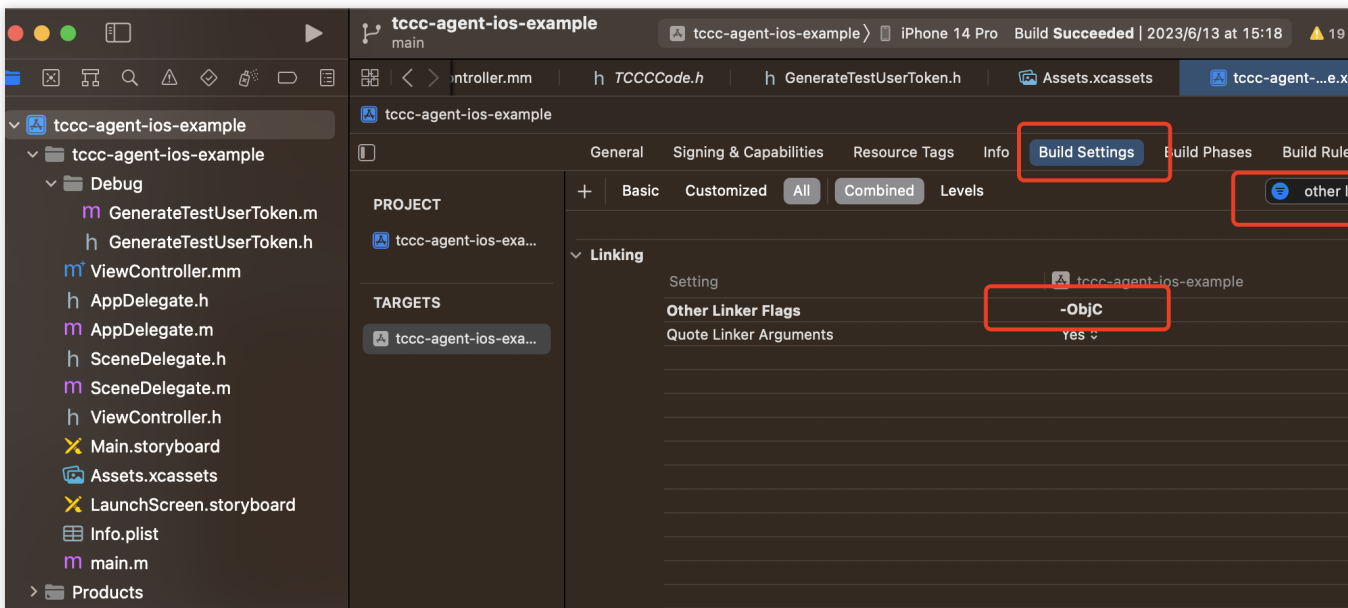 tccc-agent-ios-example
main
tccc-agent-ios-example 〉 iPhone 14 Pro Build Succeeded | 2023/6/13 at 15:18 19
ontroller.mm h TCCCCode.h h GenerateTestUserToken.h Assets.xcassets tccc-agent-...e.x
tccc-agent-ios-example
General Signing & Capabilities Resource Tags Info Build Settings Build Phases Build Rule
+ Basic Customized All Combined Levels other l
PROJECT
tccc-agent-ios-exa...
TARGETS
tccc-agent-ios-exa...
Linking
Setting tccc-agent-ios-example
Other Linker Flags -ObjC
Quote Linker Arguments Yes
tccc-agent-ios-example
tccc-agent-ios-example
Debug
m GenerateTestUserToken.m
h GenerateTestUserToken.h
m+ ViewController.mm
h AppDelegate.h
m AppDelegate.m
h SceneDelegate.h
m SceneDelegate.m
h ViewController.h
Main.storyboard
Assets.xcassets
LaunchScreen.storyboard
Info.plist
m main.m
Products